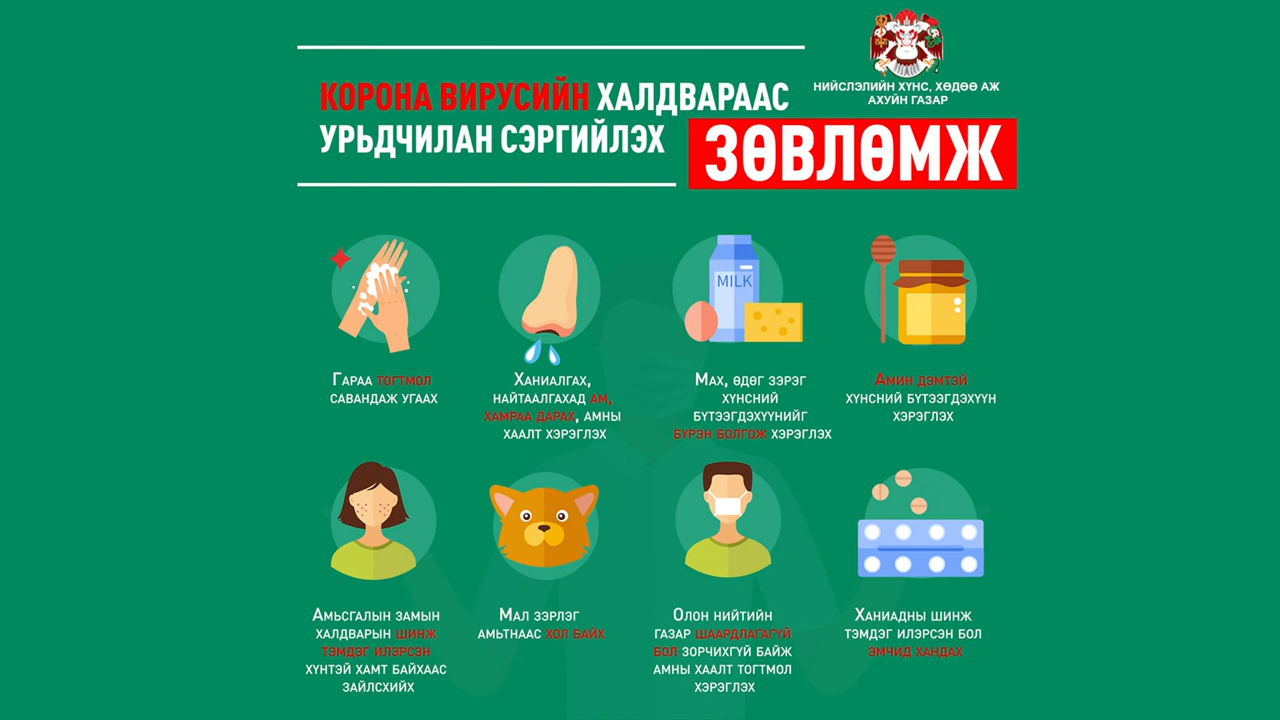 НИЙСЛЭЛИЙН ХҮНС, ХӨДӨӨ АЖ
АХУЙН ГАЗАР
КОРОНА ВИРУСИЙН ХАЛДВАРААС
УРЬДЧИЛАН СЭРГИЙЛЭХ
ЗӨВЛӨМЖ
MILK
Гараа тогтмол
савандаж угаах
Ханиалгах,
найтаалгахад ам,
хамраа дарах, амны
хаалт хэрэглэх
Мах, өдөг зэрэг
хүнсний
бүтээгдэхүүнийг
бүрэн болгож хэрэглэх
Амин дэмтэй
хүнсний бүтээгдэхүүн
хэрэглэх
Амьсгалын замын
халдварын шинж
тэмдэг илэрсэн
хүнтэй хамт байхаас
зайлсхийх
Мал зэрлэг
амьтнаас хол байх
Олон нийтийн
газар шаардлагагүй
бол зорчихгүй байж
амны хаалт тогтмол
хэрэглэх
Ханиадны шинж
тэмдэг илэрсэн бол
эмчид хандах